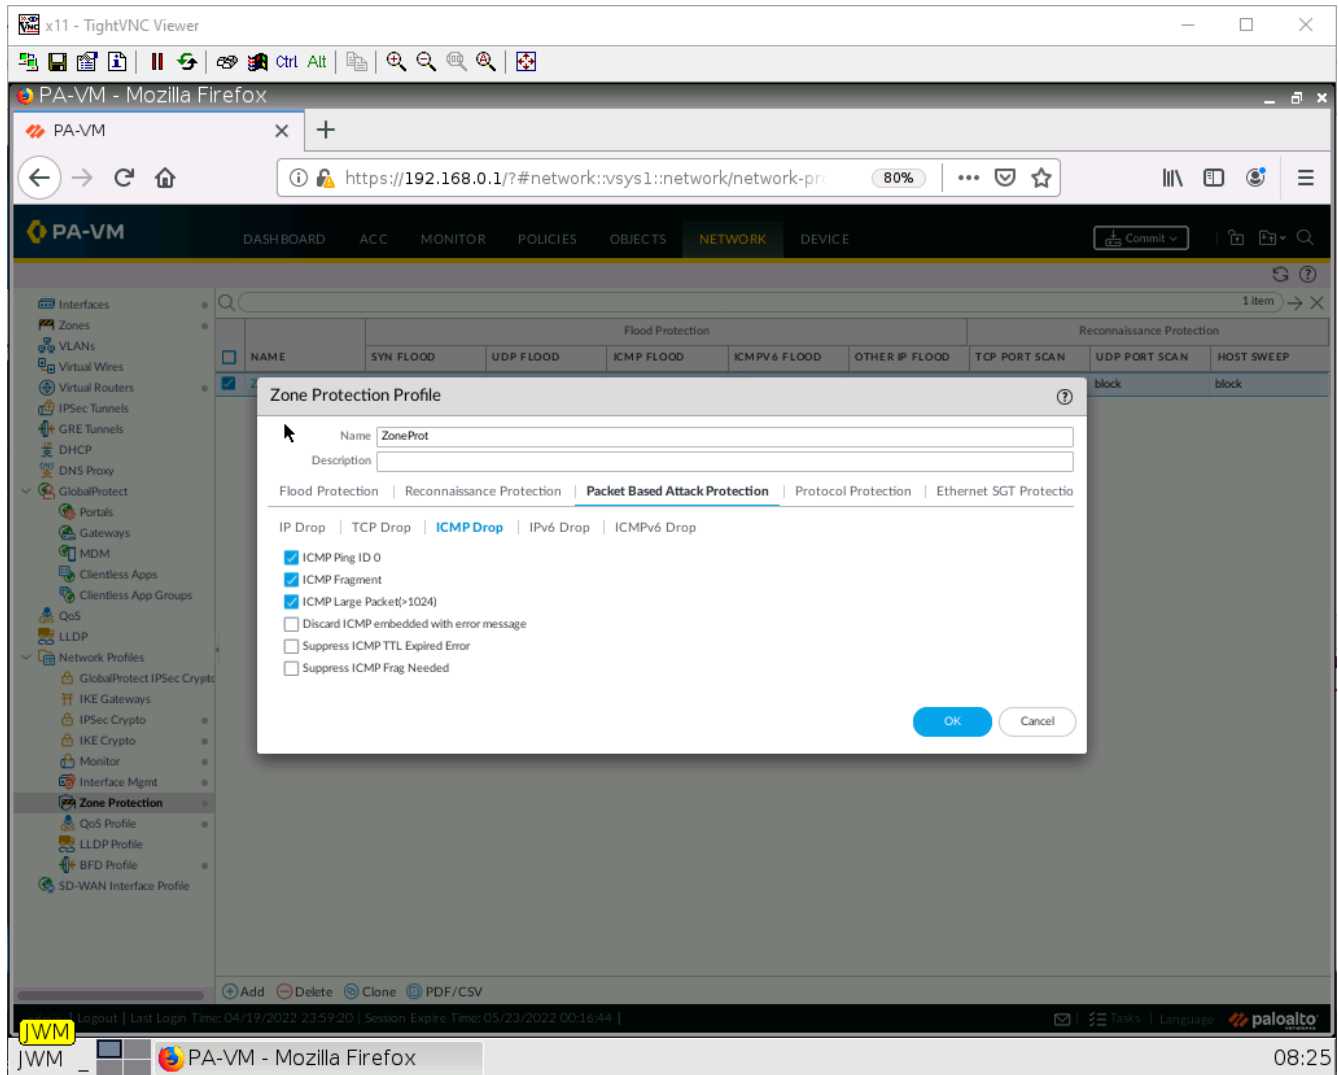 x11 - TightVNC Viewer
Ctrl Alt
PA-VM - Mozilla Firefox
PA-VM
https://192.168.0.1/?#network::vsys1::network/network-pro
80%
PA-VM
DASHBOARD ACC MONITOR POLICIES OBJECTS NETWORK DEVICE
Commit
1 item
Interfaces
Zones
VLANs
Virtual Wires
Virtual Routers
IPSec Tunnels
GRE Tunnels
DHCP
DNS Proxy
GlobalProtect
Portals
Gateways
MDM
Clientless Apps
Clientless App Groups
QoS
LLDP
Network Profiles
GlobalProtect IPSec Crypto
IKE Gateways
IPSec Crypto
IKE Crypto
Monitor
Interface Mgmt
Zone Protection
QoS Profile
LLDP Profile
BFD Profile
SD-WAN Interface Profile
Flood Protection Reconnaissance Protection
NAME SYN FLOOD UDP FLOOD ICMP FLOOD ICMPV6 FLOOD OTHER IP FLOOD TCP PORT SCAN UDP PORT SCAN HOST SWEEP
block block
Zone Protection Profile
Name ZoneProt
Description
Flood Protection | Reconnaissance Protection | Packet Based Attack Protection | Protocol Protection | Ethernet SGT Protectio
IP Drop | TCP Drop | ICMP Drop | IPv6 Drop | ICMPv6 Drop
ICMP Ping ID 0
ICMP Fragment
ICMP Large Packet(>1024)
Discard ICMP embedded with error message
Suppress ICMP TTL Expired Error
Suppress ICMP Frag Needed
OK Cancel
Add Delete Clone PDF/CSV
Logout | Last Login Time: 04/19/2022 23:59:20 | Session Expire Time: 05/23/2022 00:16:44 |
Tasks | Language paloalto NETWORKS
JWM
JWM PA-VM - Mozilla Firefox 08:25